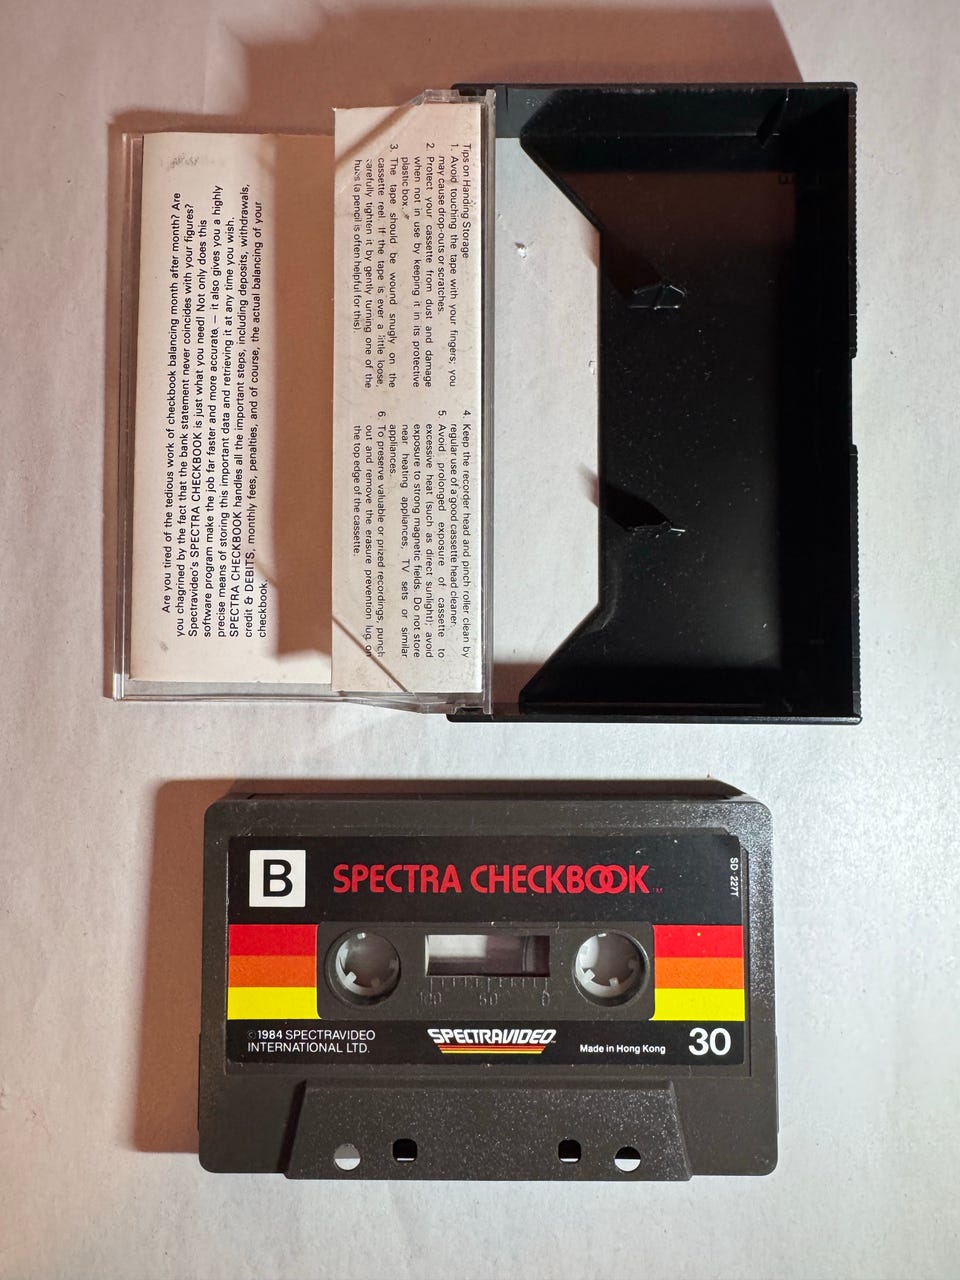 Are you tired of the tedious work of checkbook balancing month after month? Are
you chagrined by the fact that the bank statement never coincides with your figures?
Spectravideo's SPECTRA CHECKBOOK is just what you need! Not only does this
software program make the job far faster and more accurate — it also gives you a highly
precise means of storing this important data and retrieving it at any time you wish.
SPECTRA CHECKBOOK handles all the important steps, including deposits, withdrawals,
credit & DEBITS, monthly fees, penalties, and of course, the actual balancing of your
checkbook.
Tips on Handing Storage
1. Avoid touching the tape with your fingers; you
may cause drop-outs or scratches.
2. Protect your cassette from dust and damage
when not in use by keeping it in its protective
plastic box.
3. The tape should be wound snugly on the
cassette reel. If the tape is ever a little loose,
carefully tighten it by gently turning one of the
hubs (a pencil is often helpful for this).
4. Keep the recorder head and pinch roller clean by
regular use of a good cassette head cleaner.
5. Avoid prolonged exposure of cassette to
excessive heat (such as direct sunlight); avoid
exposure to strong magnetic fields. Do not store
near heating appliances, TV sets or similar
appliances.
6. To preserve valuable or prized recordings, punch
out and remove the erasure prevention lug on
the top edge of the cassette.
B
SPECTRA CHECKBOOK™
SD-227T
100 50 0
©1984 SPECTRAVIDEO
INTERNATIONAL LTD.
SPECTRAVIDEO™
Made in Hong Kong
30